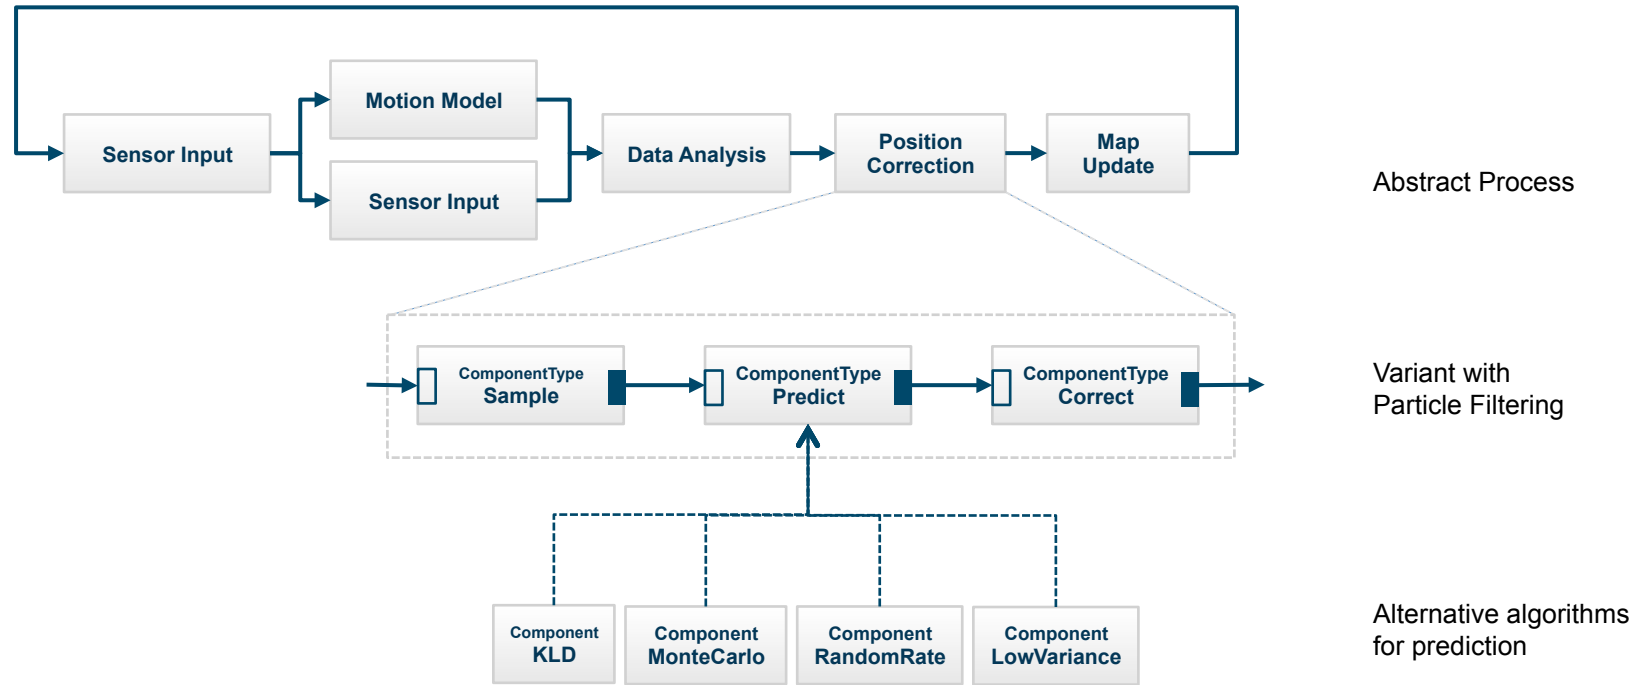 Sensor Input
Motion Model
Sensor Input
Data Analysis
Position
Correction
Map
Update
Abstract Process
ComponentType
Sample
ComponentType
Predict
ComponentType
Correct
Variant with
Particle Filtering
Component
KLD
Component
MonteCarlo
Component
RandomRate
Component
LowVariance
Alternative algorithms
for prediction